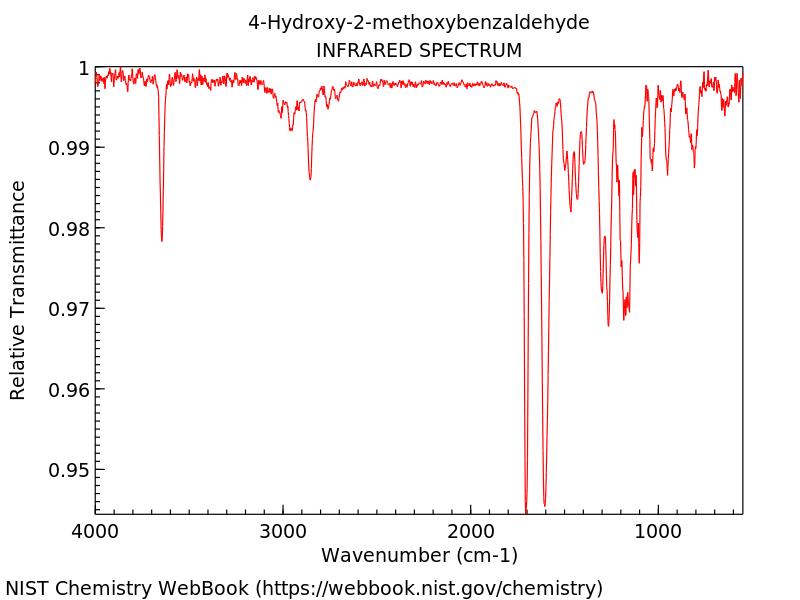 4-Hydroxy-2-methoxybenzaldehyde
INFRARED SPECTRUM
1
0.99
0.98
0.97
0.96
0.95
Relative Transmittance
4000 3000 2000 1000
Wavenumber (cm-1)
NIST Chemistry WebBook (https://webbook.nist.gov/chemistry)